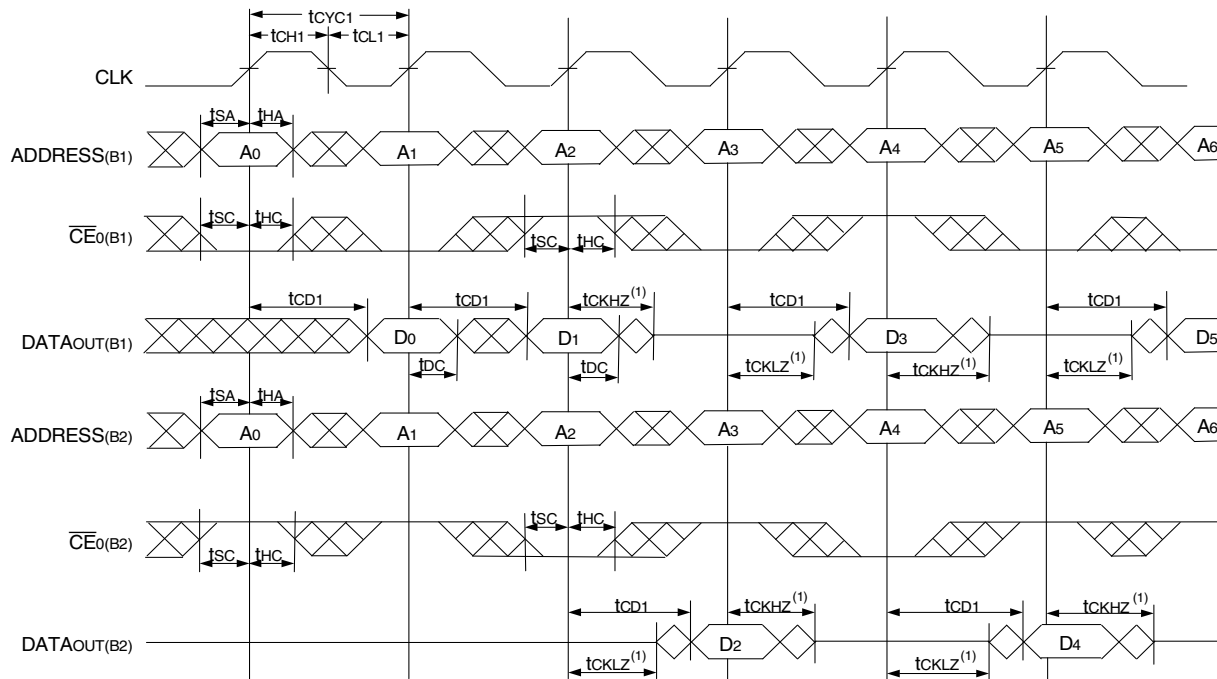 tCYC1
tCH1 tCL1
CLK
tSA tHA
ADDRESS(B1) A0 A1 A2 A3 A4 A5 A6
tSC tHC
CE0(B1)
tSC tHC
tCD1 tCD1 tCKHZ(1) tCD1 tCD1
DATAOUT(B1) D0 D1 D3 D5
tDC tDC tCKLZ(1) tCKHZ(1) tCKLZ(1)
tSA tHA
ADDRESS(B2) A0 A1 A2 A3 A4 A5 A6
tSC tHC
CE0(B2)
tSC tHC
tCD1 tCKHZ(1) tCD1 tCKHZ(1)
DATAOUT(B2) D2 D4
tCKLZ(1) tCKLZ(1)